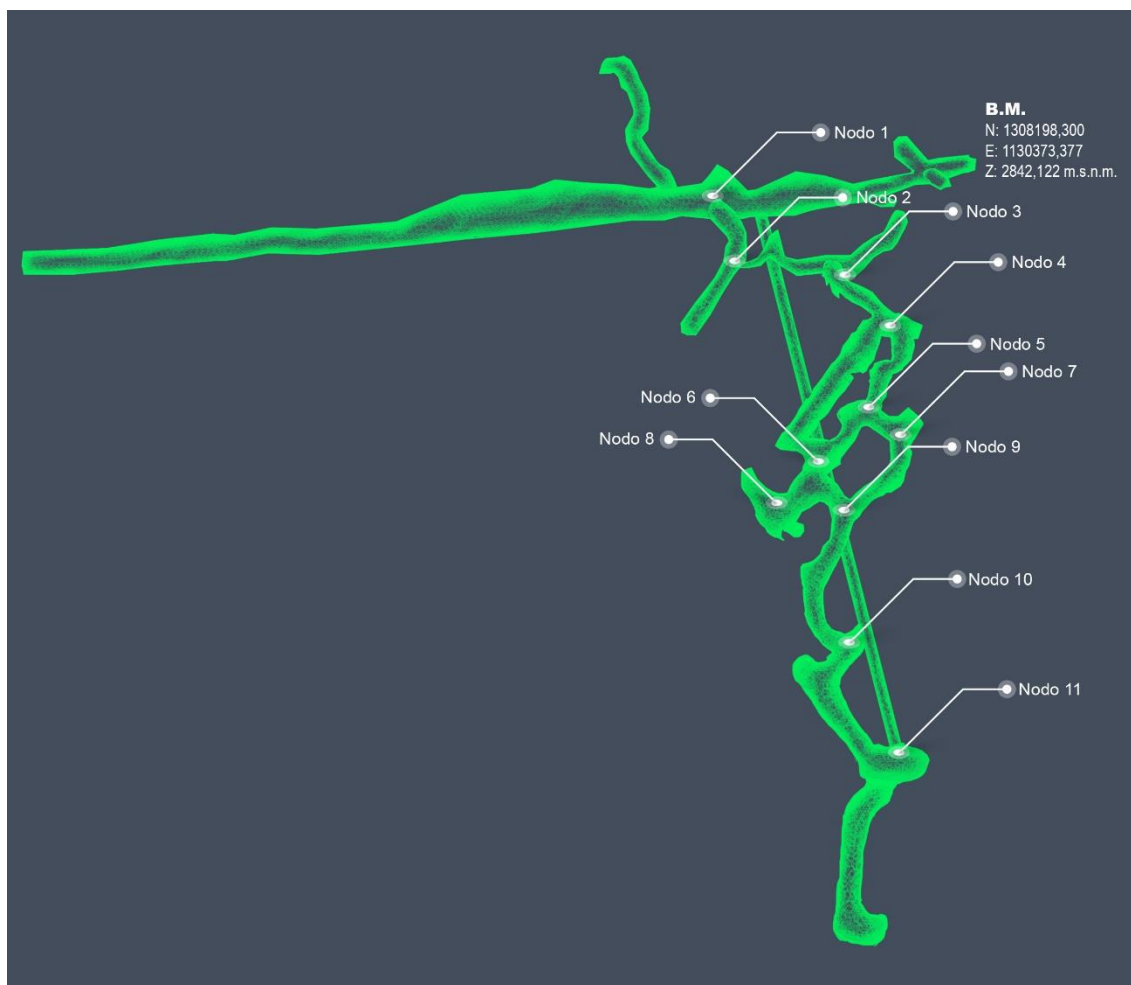 B.M.
N: 1308198,300
E: 1130373,377
Z: 2842,122 m.s.n.m.
Nodo 1
Nodo 2
Nodo 3
Nodo 4
Nodo 5
Nodo 7
Nodo 6
Nodo 8
Nodo 9
Nodo 10
Nodo 11